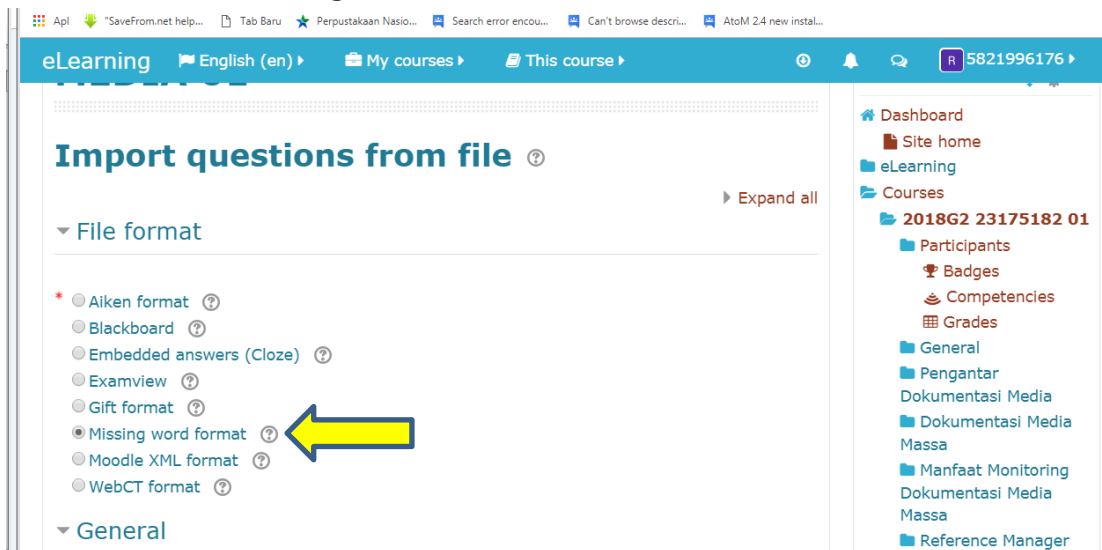 Apl "SaveFrom.net help... Tab Baru Perpustakaan Nasio... Search error encou... Can't browse descri... AtoM 2.4 new instal...
eLearning English (en) My courses This course R 5821996176
Import questions from file
Expand all
File format
* Aiken format
Blackboard
Embedded answers (Cloze)
Examview
Gift format
Missing word format
Moodle XML format
WebCT format
General
Dashboard
Site home
eLearning
Courses
2018G2 23175182 01
Participants
Badges
Competencies
Grades
General
Pengantar
Dokumentasi Media
Dokumentasi Media
Massa
Manfaat Monitoring
Dokumentasi Media
Massa
Reference Manager